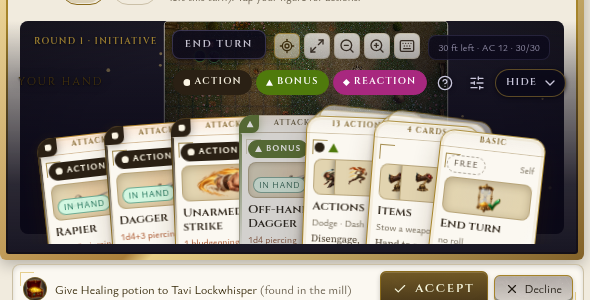 ROUND 1 · INITIATIVE
END TURN
30 ft left · AC 12 · 30/30
YOUR HAND
ACTION
BONUS
REACTION
HIDE
ATTACK
ACTION
IN HAND
RAPIER
ATTACK
ACTION
IN HAND
DAGGER
1d4+3 piercing
ATTACK
ACTION
UNARMED
STRIKE
1 bludgeoning
ATTACK
BONUS
IN HAND
OFF-HAND
DAGGER
1d4 piercing
13 ACTIONS
ACTIONS
Dodge · Dash
Disengage,
4 CARDS
ITEMS
Stow a weapon
BASIC
FREE
Self
END TURN
no roll
Give Healing potion to Tavi Lockwhisper (found in the mill)
ACCEPT
Decline